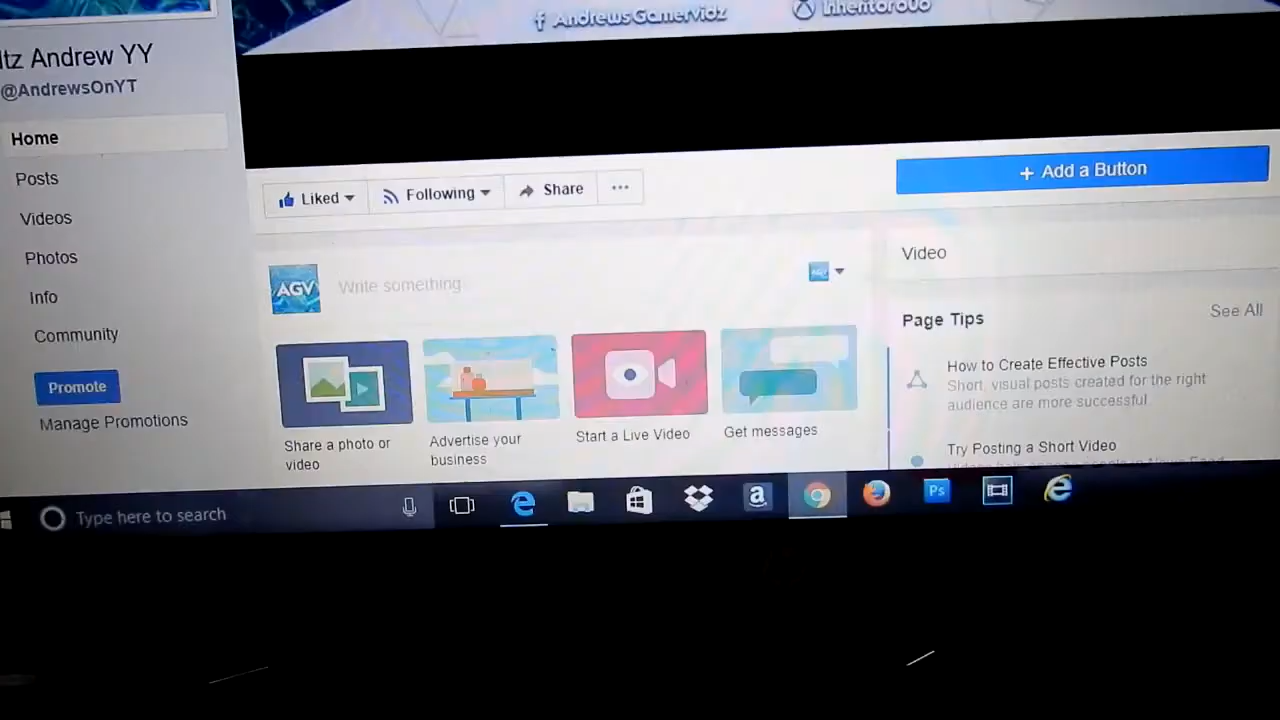 AndrewsGamervidz
Itz Andrew YY
@AndrewsOnYT
Home
Posts
Videos
Photos
Info
Community
Promote
Manage Promotions
Liked
Following
Share
+ Add a Button
AGV
Write something
Share a photo or
video
Advertise your
business
Start a Live Video
Get messages
Video
Page Tips
See All
How to Create Effective Posts
Short, visual posts created for the right
audience are more successful.
Try Posting a Short Video
Type here to search
Ps